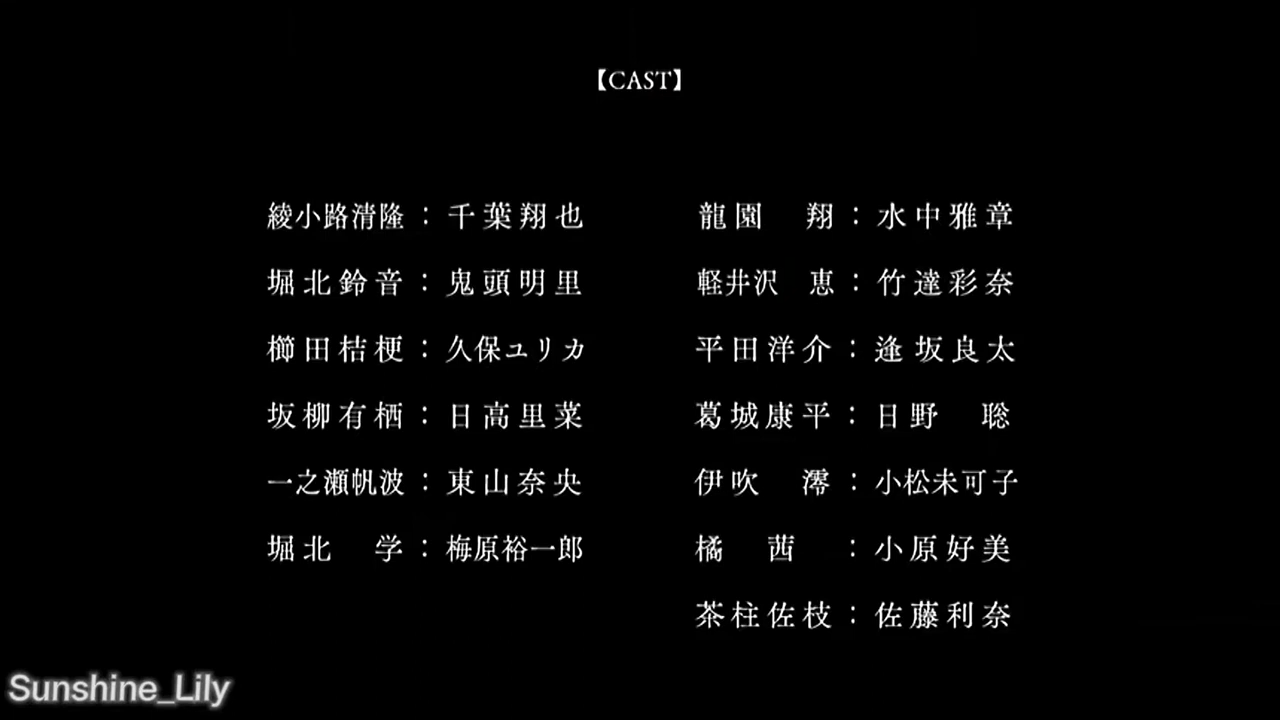 【CAST】
綾小路清隆：千葉翔也
堀北鈴音：鬼頭明里
櫛田桔梗：久保ユリカ
坂柳有栖：日高里菜
一之瀬帆波：東山奈央
堀北　学：梅原裕一郎
龍園　翔：水中雅章
軽井沢　恵：竹達彩奈
平田洋介：逢坂良太
葛城康平：日野　聡
伊吹　澪：小松未可子
橘　茜　：小原好美
茶柱佐枝：佐藤利奈
Sunshine_Lily